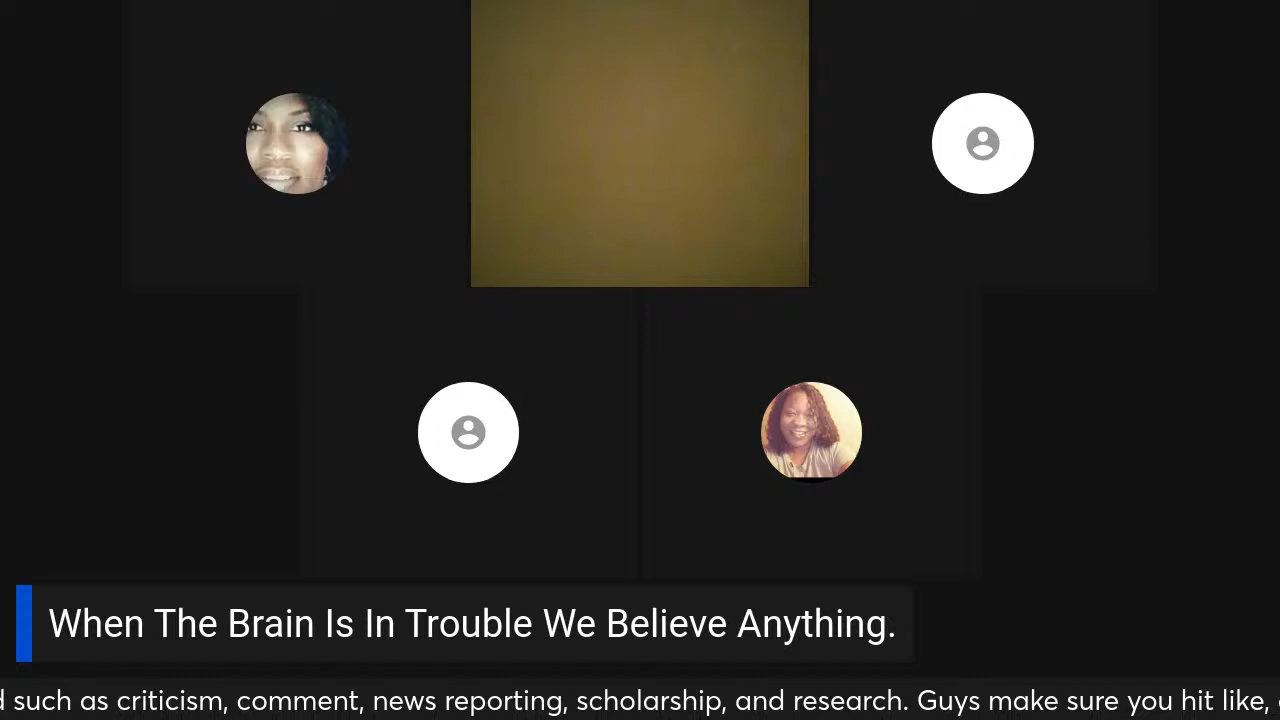 When The Brain Is In Trouble We Believe Anything.
such as criticism, comment, news reporting, scholarship, and research. Guys make sure you hit like,